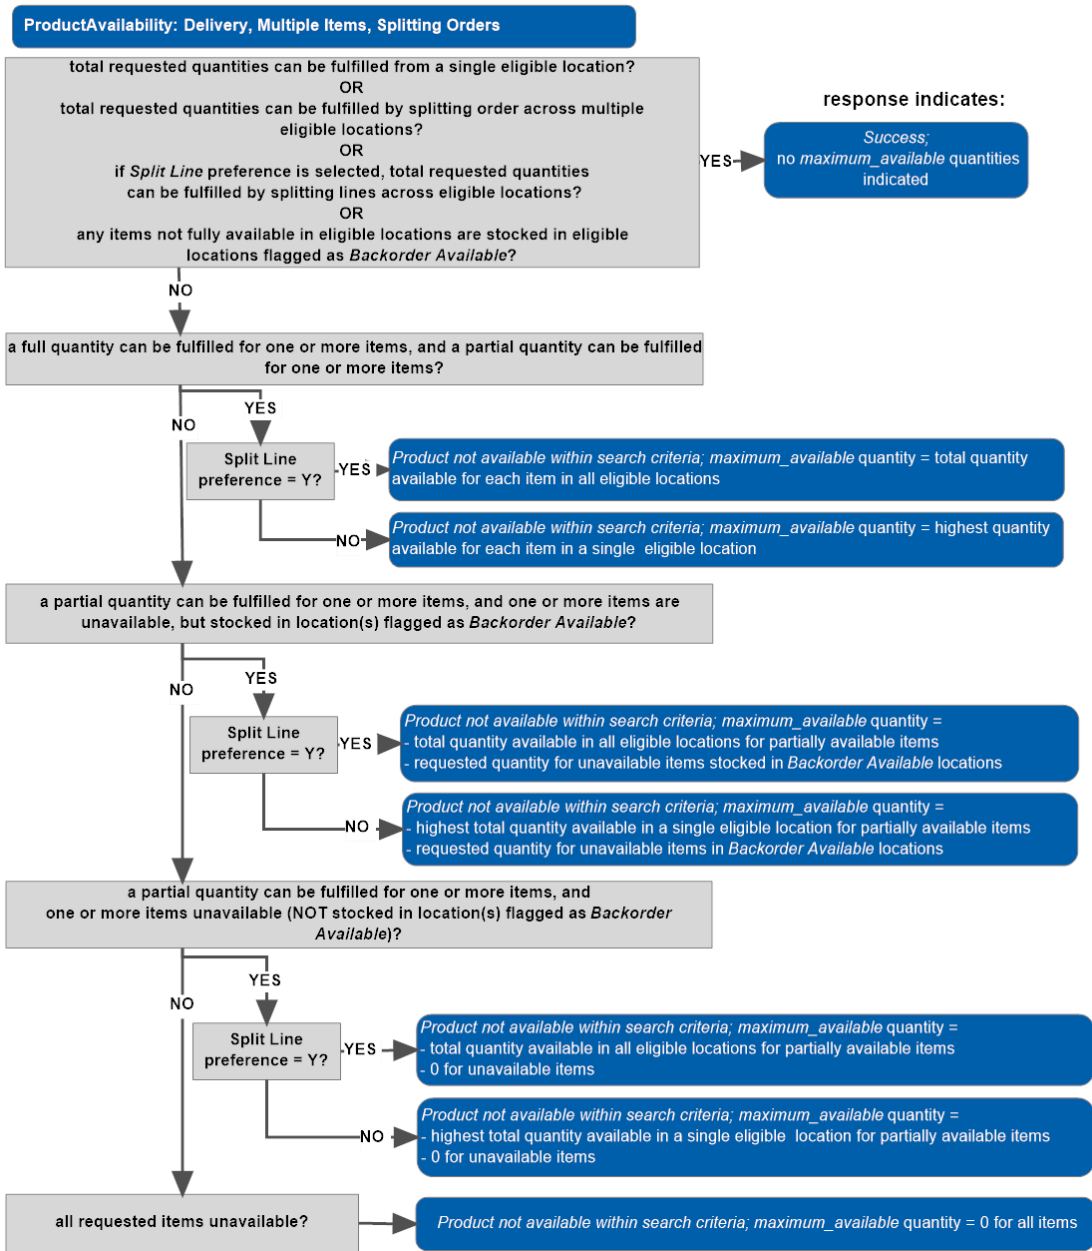 ProductAvailability: Delivery, Multiple Items, Splitting Orders
total requested quantities can be fulfilled from a single eligible location?
OR
total requested quantities can be fulfilled by splitting order across multiple
eligible locations?
OR
if Split Line preference is selected, total requested quantities
can be fulfilled by splitting lines across eligible locations?
OR
any items not fully available in eligible locations are stocked in eligible
locations flagged as Backorder Available?
YES
response indicates:
Success;
no maximum_available quantities
indicated
NO
a full quantity can be fulfilled for one or more items, and a partial quantity can be fulfilled
for one or more items?
YES
NO
Split Line
preference = Y?
YES
Product not available within search criteria; maximum_available quantity = total quantity
available for each item in all eligible locations
NO
Product not available within search criteria; maximum_available quantity = highest quantity
available for each item in a single eligible location
a partial quantity can be fulfilled for one or more items, and one or more items are
unavailable, but stocked in location(s) flagged as Backorder Available?
YES
NO
Split Line
preference = Y?
YES
Product not available within search criteria; maximum_available quantity =
- total quantity available in all eligible locations for partially available items
- requested quantity for unavailable items stocked in Backorder Available locations
NO
Product not available within search criteria; maximum_available quantity =
- highest total quantity available in a single eligible location for partially available items
- requested quantity for unavailable items in Backorder Available locations
a partial quantity can be fulfilled for one or more items, and
one or more items unavailable (NOT stocked in location(s) flagged as Backorder
Available)?
YES
NO
Split Line
preference = Y?
YES
Product not available within search criteria; maximum_available quantity =
- total quantity available in all eligible locations for partially available items
- 0 for unavailable items
NO
Product not available within search criteria; maximum_available quantity =
- highest total quantity available in a single eligible location for partially available items
- 0 for unavailable items
all requested items unavailable?
Product not available within search criteria; maximum_available quantity = 0 for all items